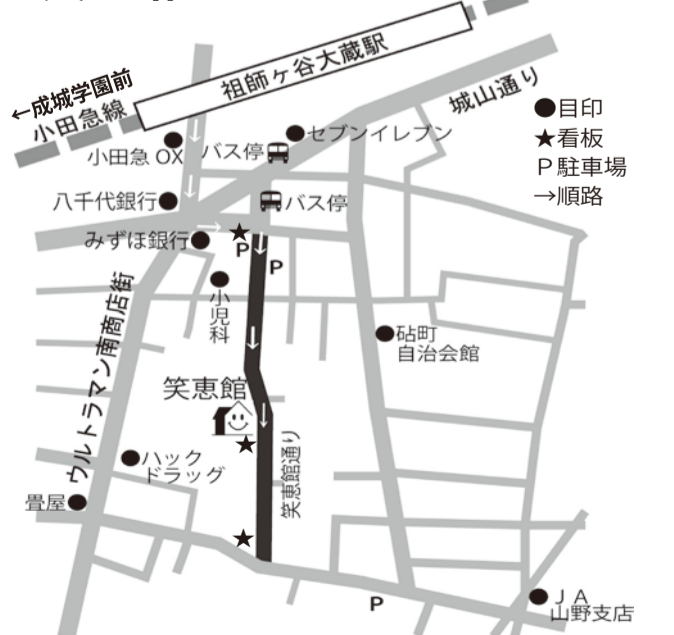 祖師ヶ谷大蔵駅
←成城学園前
小田急線
城山通り
●目印
★看板
P駐車場
→順路
セブンイレブン
小田急 OX
バス停
八千代銀行
バス停
みずほ銀行
P
P
小児科
ウルトラマン南商店街
砧町
自治会館
笑恵館
笑恵館通り
ハック
ドラッグ
畳屋
P
JA
山野支店